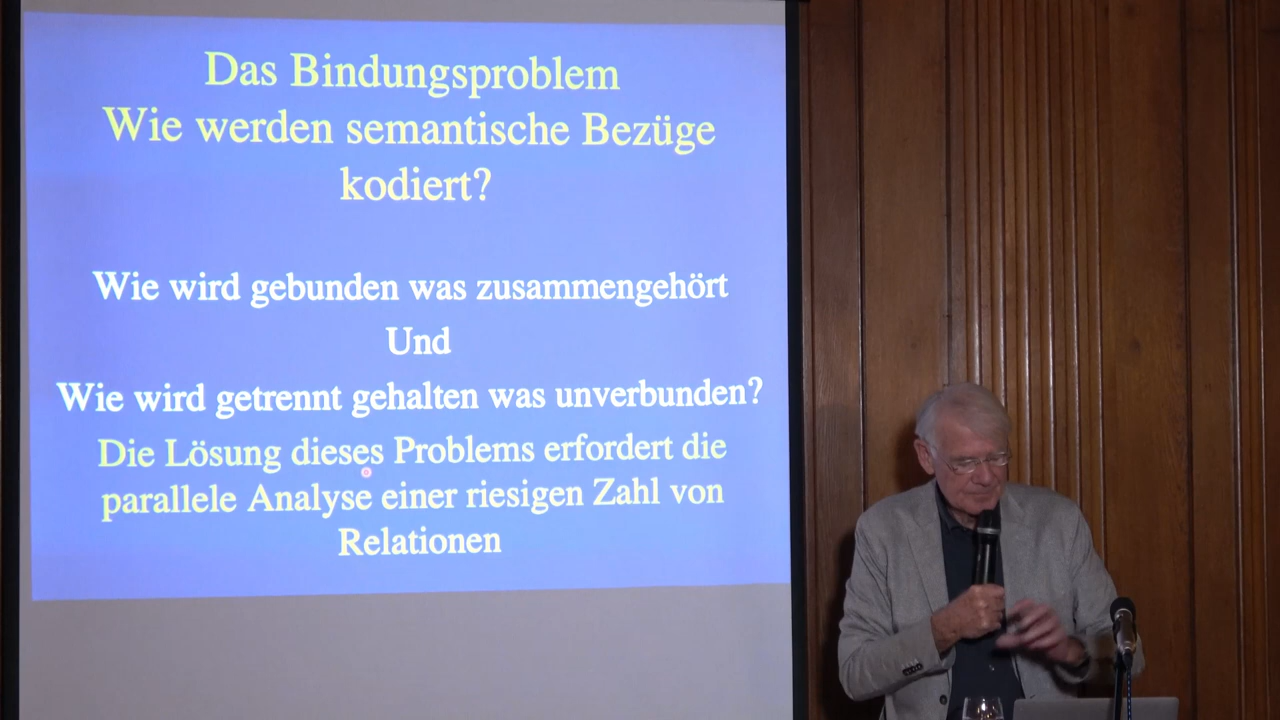 Das Bindungsproblem
Wie werden semantische Bezüge
kodiert?
Wie wird gebunden was zusammengehört
Und
Wie wird getrennt gehalten was unverbunden?
Die Lösung dieses Problems erfordert die
parallele Analyse einer riesigen Zahl von
Relationen